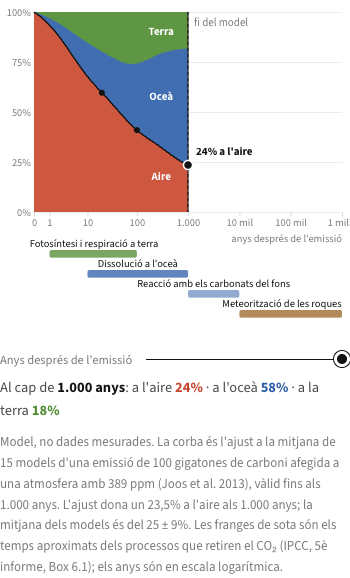 100%
Terra
fi del model
75%
Oceà
50%
24% a l'aire
25%
Aire
0%
0 1 10 100 1.000 10 mil 100 mil 1 mil
anys després de l'emissió
Fotosíntesi i respiració a terra
Dissolució a l'oceà
Reacció amb els carbonats del fons
Meteorització de les roques
Anys després de l'emissió
Al cap de 1.000 anys: a l'aire 24% · a l'oceà 58% · a la
terra 18%
Model, no dades mesurades. La corba és l'ajust a la mitjana de
15 models d'una emissió de 100 gigatones de carboni afegida a
una atmosfera amb 389 ppm (Joos et al. 2013), vàlid fins als
1.000 anys. L'ajust dona un 23,5% a l'aire als 1.000 anys; la
mitjana dels models és del 25 ± 9%. Les franges de sota són els
temps aproximats dels processos que retiren el CO₂ (IPCC, 5è
informe, Box 6.1); els anys són en escala logarítmica.